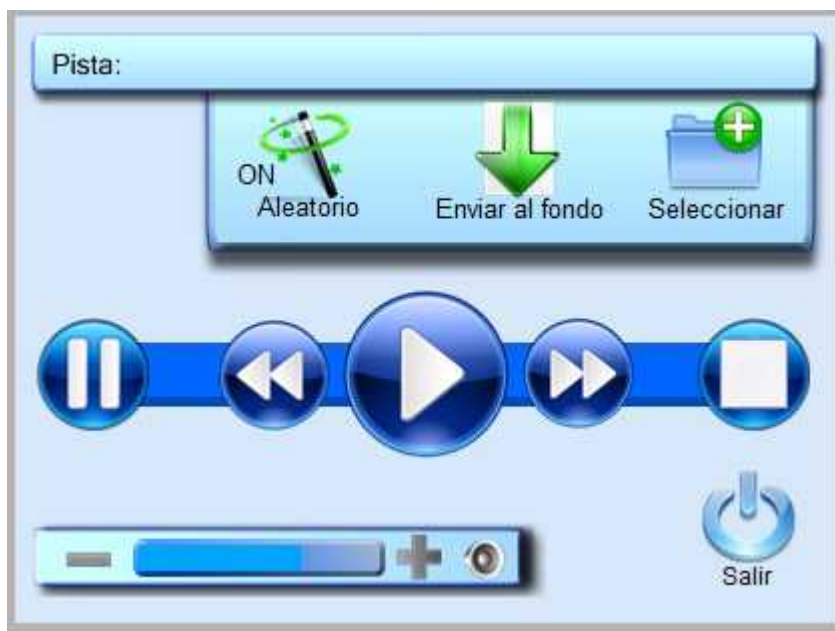 Pista:
ON
Aleatorio
Enviar al fondo
Seleccionar
Salir